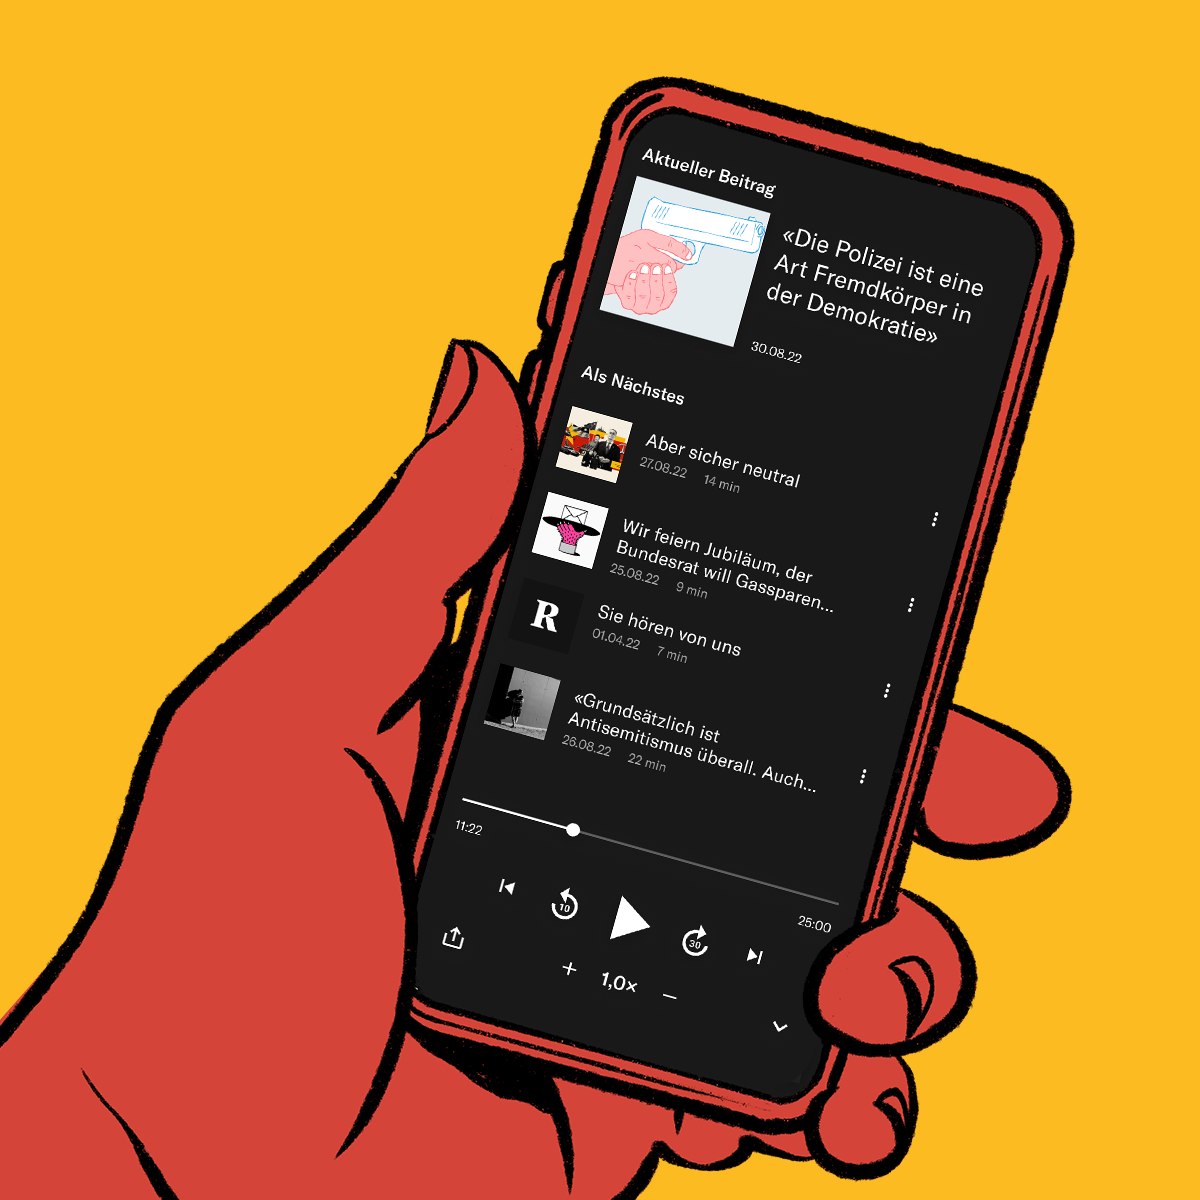 Aktueller Beitrag
«Die Polizei ist eine
Art Fremdkörper in
der Demokratie»
30.08.22
Als Nächstes
Aber sicher neutral
27.08.22 14 min
Wir feiern Jubiläum, der
Bundesrat will Gassparen...
25.08.22 9 min
R
Sie hören von uns
01.04.22 7 min
«Grundsätzlich ist
Antisemitismus überall. Auch...
26.08.22 22 min
11:22
25:00
10
30
+ 1,0× −